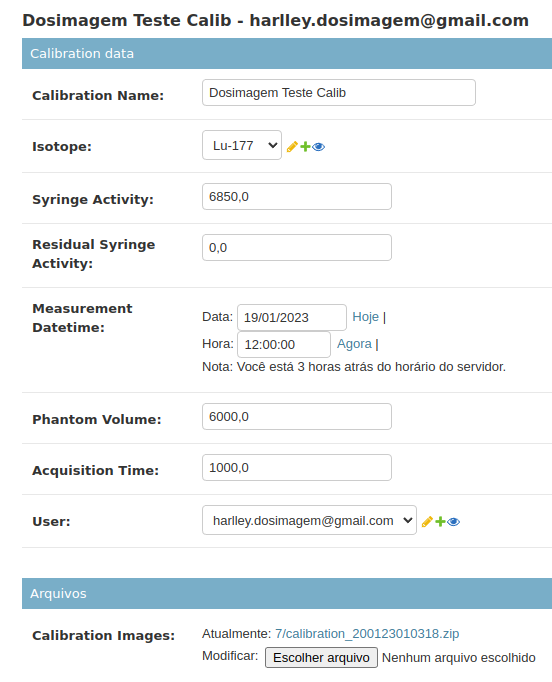 Dosimagem Teste Calib - harlley.dosimagem@gmail.com
Calibration data
Calibration Name: Dosimagem Teste Calib
Isotope: Lu-177
Syringe Activity: 6850,0
Residual Syringe
Activity: 0,0
Measurement
Datetime:
Data: 19/01/2023 Hoje |
Hora: 12:00:00 Agora |
Nota: Você está 3 horas atrás do horário do servidor.
Phantom Volume: 6000,0
Acquisition Time: 1000,0
User: harlley.dosimagem@gmail.com
Arquivos
Calibration Images: Atualmente: 7/calibration_200123010318.zip
Modificar: Escolher arquivo Nenhum arquivo escolhido